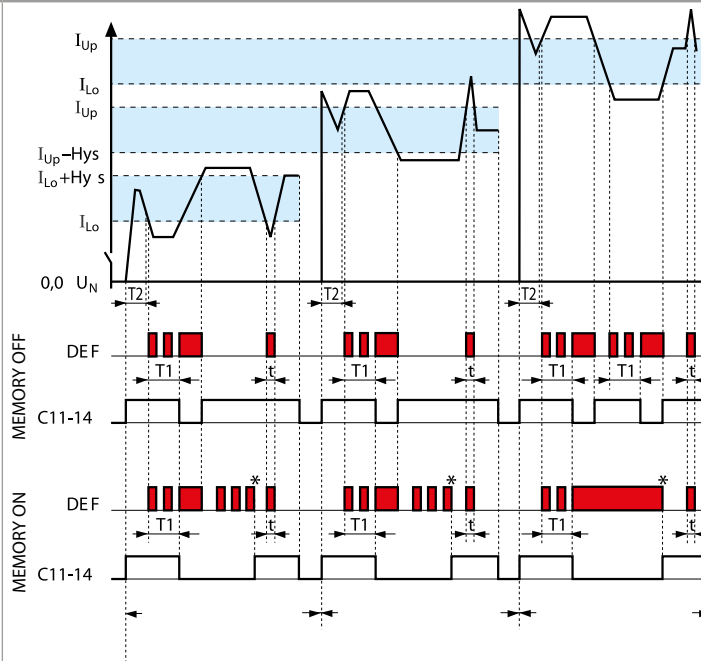 I_Up
I_Lo
I_Up
I_Up–Hys
I_Lo+Hy s
I_Lo
0,0 U_N
T2 T2 T2
MEMORY OFF
DEF
T1 t T1 t T1 T1 t
C11-14
MEMORY ON
* * *
DEF
T1 t T1 t T1 t
C11-14